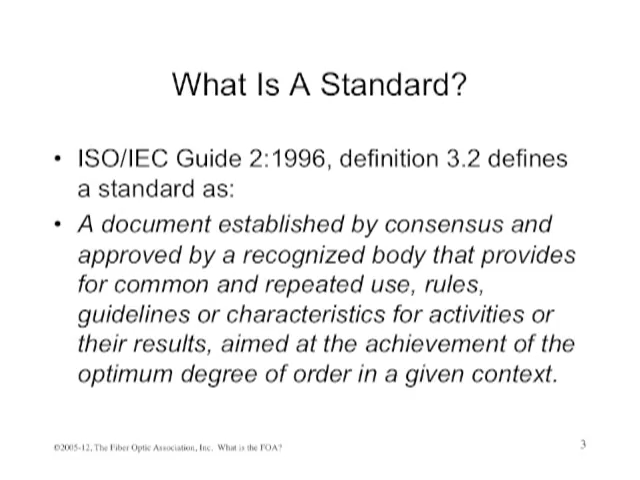 What Is A Standard?
• ISO/IEC Guide 2:1996, definition 3.2 defines
a standard as:
• A document established by consensus and
approved by a recognized body that provides
for common and repeated use, rules,
guidelines or characteristics for activities or
their results, aimed at the achievement of the
optimum degree of order in a given context.
©2005-12, The Fiber Optic Association, Inc. What is the FOA?
3